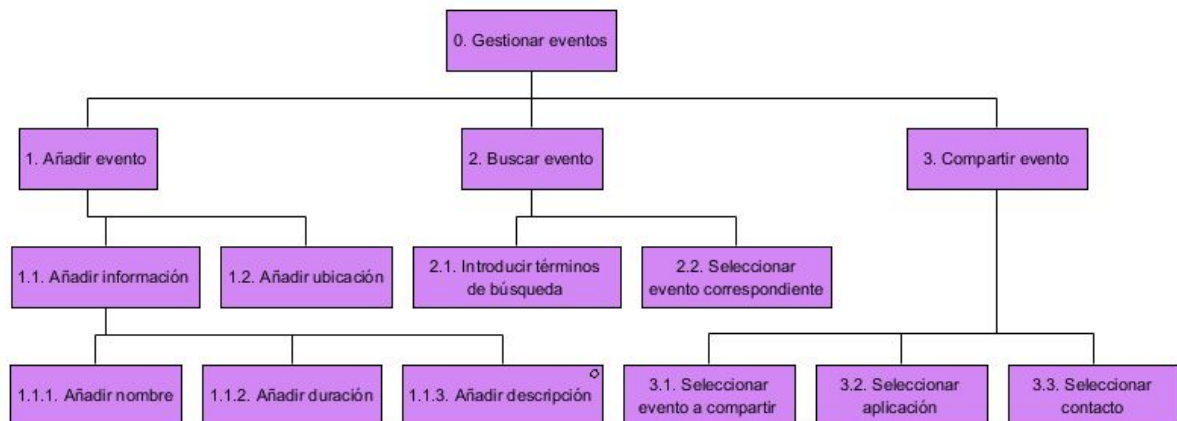 0. Gestionar eventos
1. Añadir evento
2. Buscar evento
3. Compartir evento
1.1. Añadir información
1.2. Añadir ubicación
2.1. Introducir términos
de búsqueda
2.2. Seleccionar
evento correspondiente
1.1.1. Añadir nombre
1.1.2. Añadir duración
1.1.3. Añadir descripción
3.1. Seleccionar
evento a compartir
3.2. Seleccionar
aplicación
3.3. Seleccionar
contacto